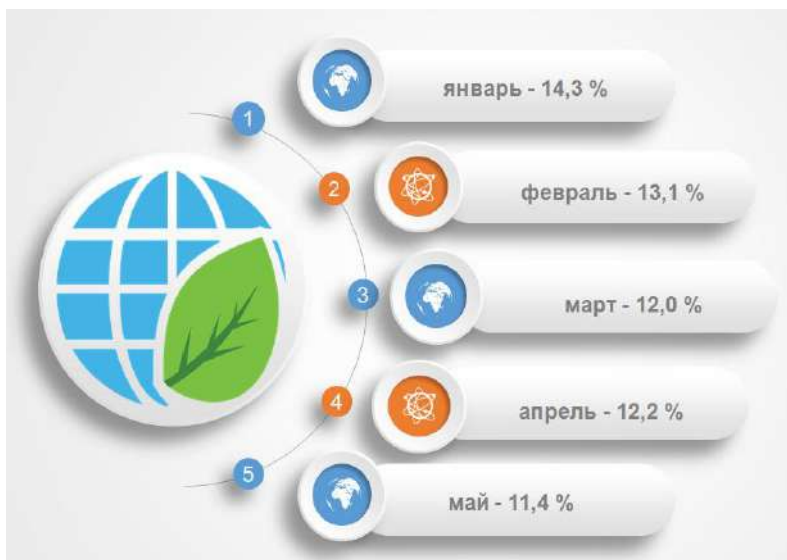 январь - 14,3 %
1
февраль - 13,1 %
2
март - 12,0 %
3
апрель - 12,2 %
4
май - 11,4 %
5